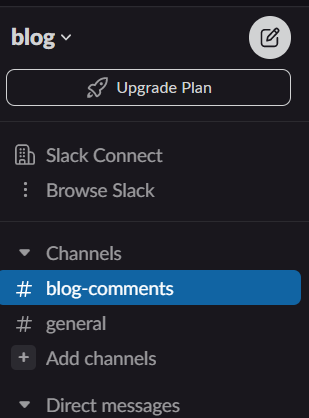 blog
Upgrade Plan
Slack Connect
Browse Slack
Channels
# blog-comments
# general
+ Add channels
Direct messages